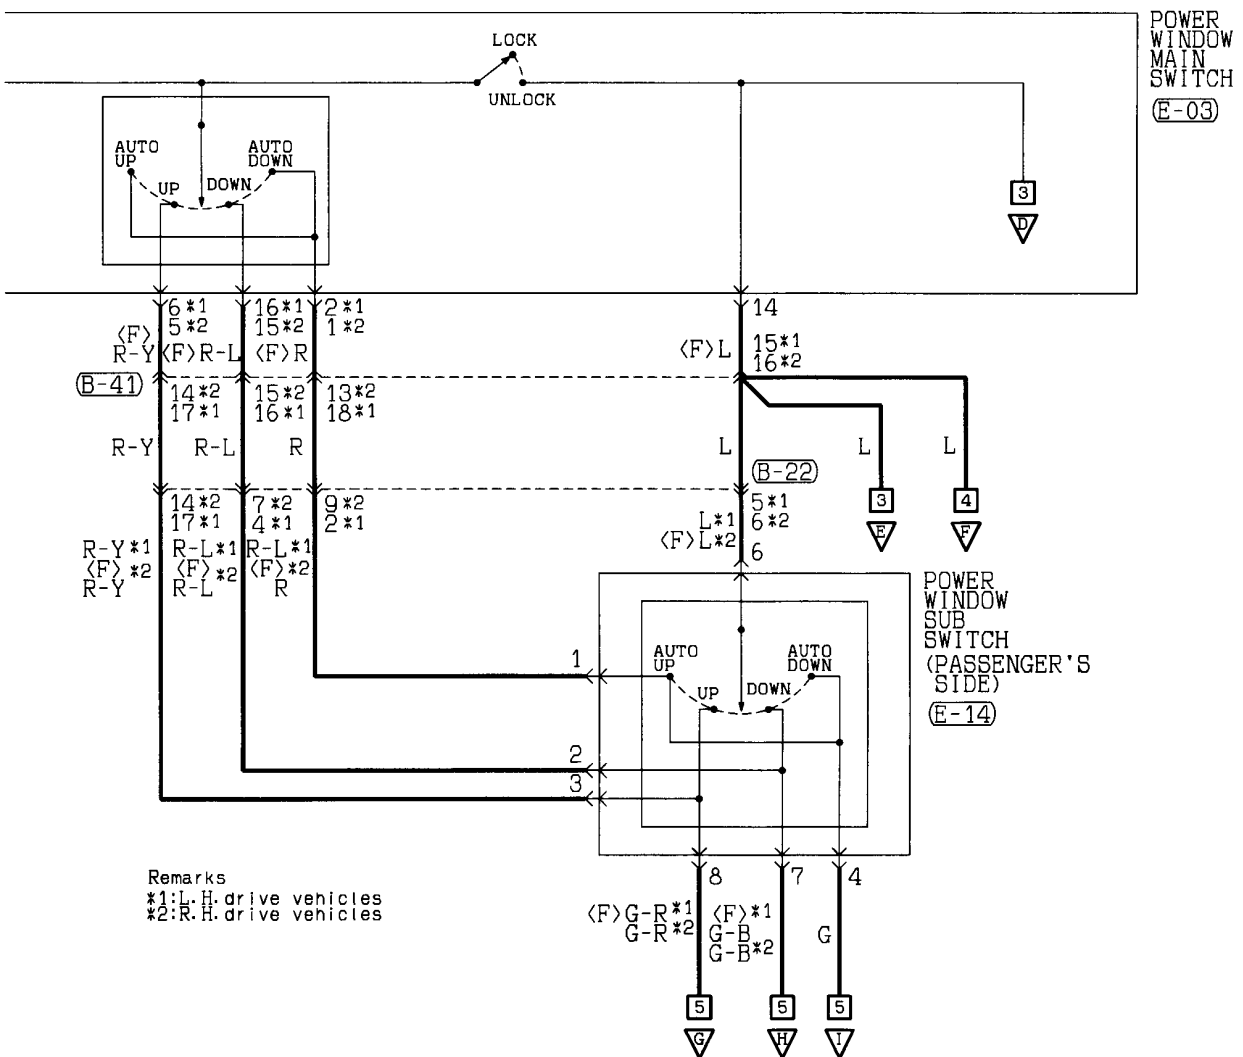 POWER
WINDOW
MAIN
SWITCH
(E-03)
LOCK
UNLOCK
AUTO
UP
AUTO
DOWN
UP
DOWN
3
D
6*1
5*2
16*1
15*2
2*1
1*2
14
<F>
R-Y
<F>R-L
<F>R
<F>L
15*1
16*2
(B-41)
14*2
17*1
15*2
16*1
13*2
18*1
R-Y
R-L
R
L
L
L
(B-22)
3
E
4
F
14*2
17*1
7*2
4*1
9*2
2*1
5*1
6*2
L*1
<F>L*2
6
R-Y*1
<F>*2
R-Y
R-L*1
<F>*2
R-L
R-L*1
<F>*2
R
POWER
WINDOW
SUB
SWITCH
(PASSENGER'S
SIDE)
(E-14)
AUTO
UP
AUTO
DOWN
UP
DOWN
1
2
3
8
7
4
Remarks
*1:L.H.drive vehicles
*2:R.H.drive vehicles
<F>G-R*1
G-R*2
<F>*1
G-B
G-B*2
G
5
G
5
H
5
I